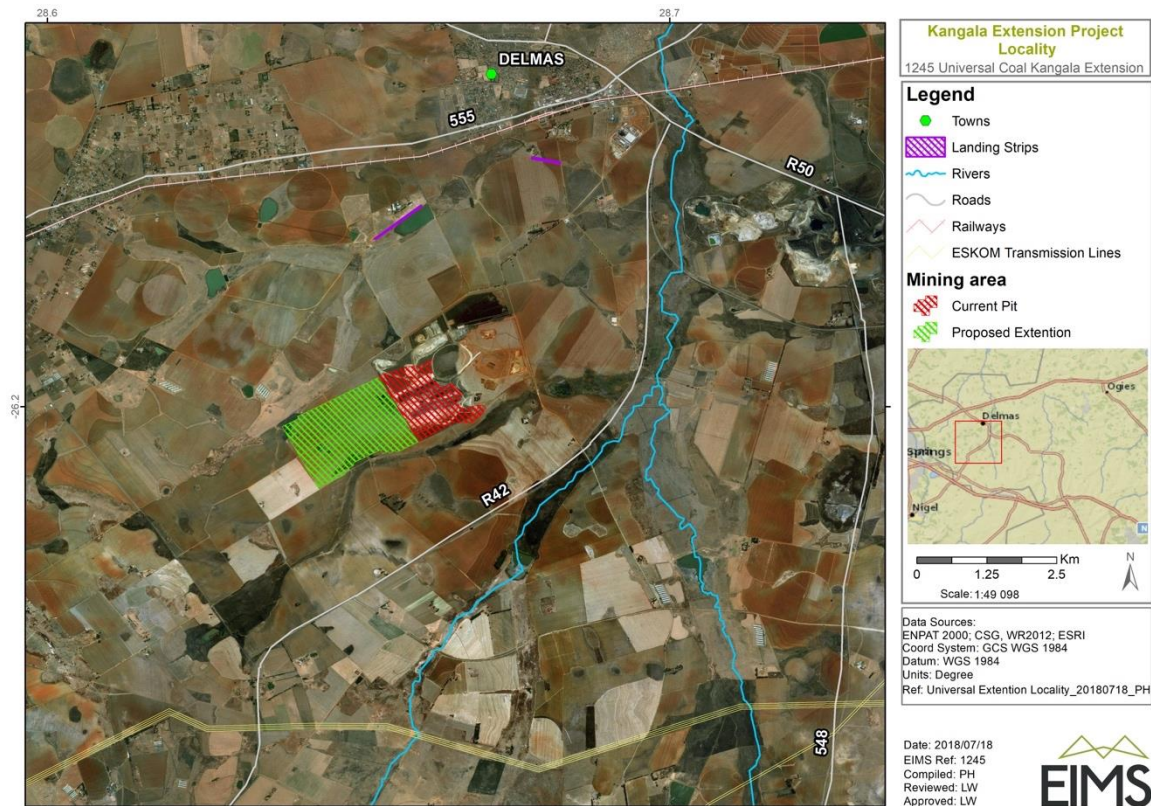 28.6
28.7
DELMAS
555
R50
-26.2
R42
548
Kangala Extension Project
Locality
1245 Universal Coal Kangala Extension
Legend
Towns
Landing Strips
Rivers
Roads
Railways
ESKOM Transmission Lines
Mining area
Current Pit
Proposed Extention
Ogies
Delmas
Springs
Nigel
N
Km
0
1.25
2.5
N
Scale: 1:49 098
Data Sources:
ENPAT 2000; CSG, WR2012; ESRI
Coord System: GCS WGS 1984
Datum: WGS 1984
Units: Degree
Ref: Universal Extention Locality_20180718_PH
Date: 2018/07/18
EIMS Ref: 1245
Compiled: PH
Reviewed: LW
Approved: LW
EIMS